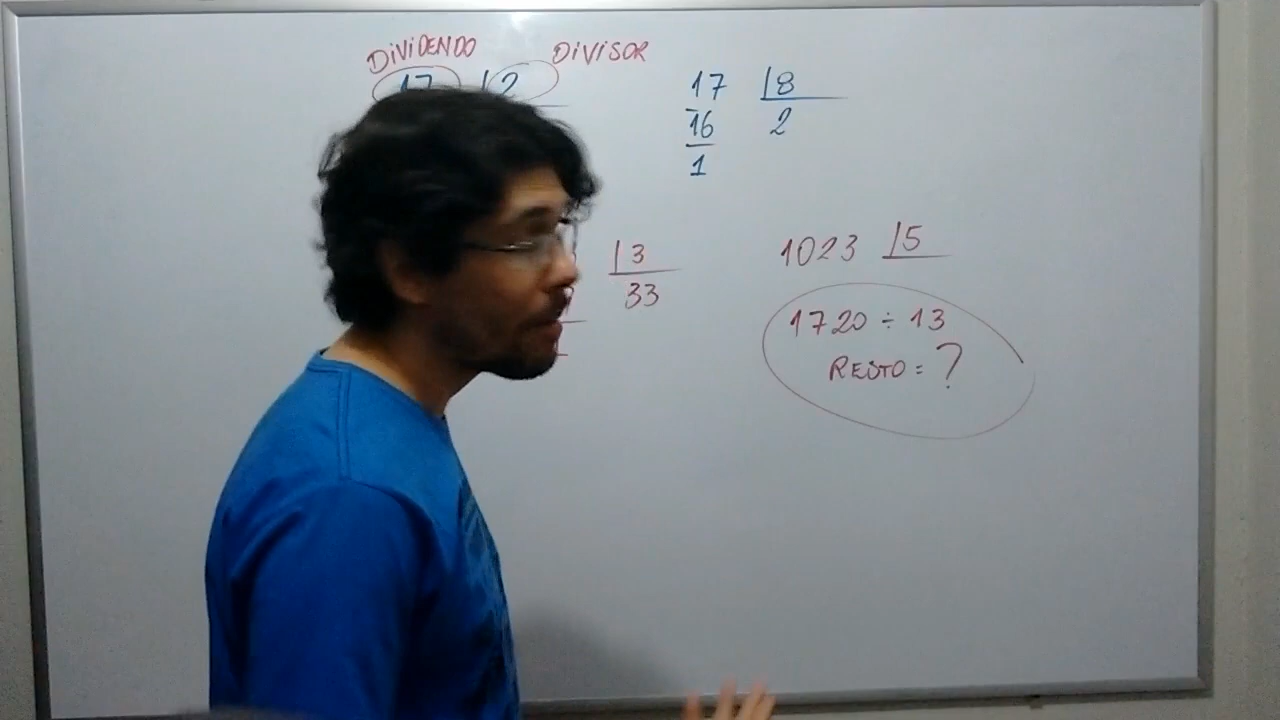 DIVIDENDO DIVISOR
17 2
17 8
16 2
1
3
33
1023 5
1720 ÷ 13
RESTO = ?